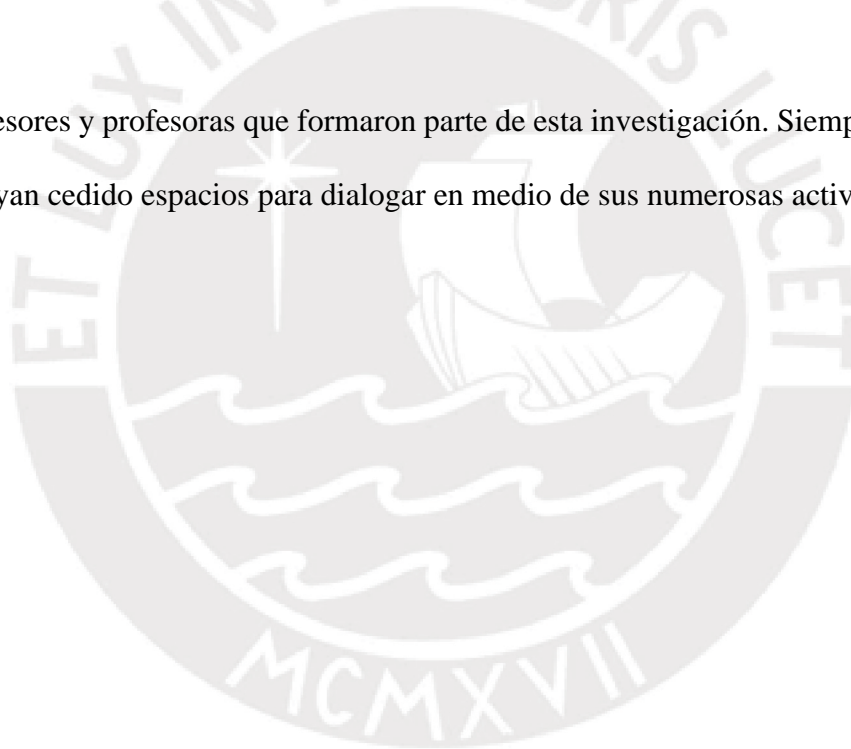 ET LUX IN TENEBRIS LUCET
esores y profesoras que formaron parte de esta investigación. Siemp
yan cedido espacios para dialogar en medio de sus numerosas activ
MCMXVII